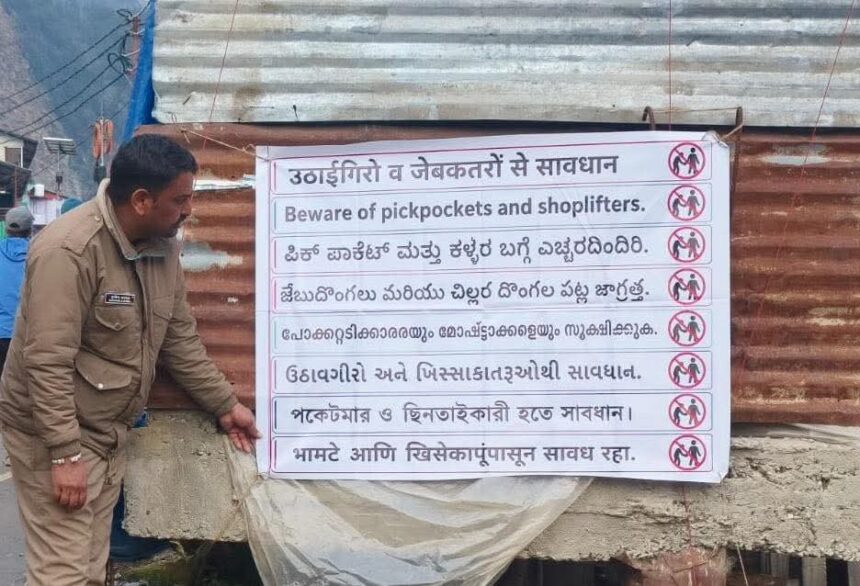 उठाईगिरो व जेबकतरों से सावधान
Beware of pickpockets and shoplifters.
ಪಿಕ್ ಪಾಕೆಟ್ ಮತ್ತು ಕಳ್ಳರ ಬಗ್ಗೆ ಎಚ್ಚರದಿಂದಿರಿ.
జేబుదొంగలు మరియు చిల్లర దొంగల పట్ల జాగ్రత్త.
പോക്കറ്റടിക്കാരെയും മോഷ്ടാക്കളെയും സൂക്ഷിക്കുക.
ઉઠાવગીરો અને ખિસ્સાકાતરૂઓથી સાવધાન.
পকেটমার ও ছিনতাইকারী হতে সাবধান।
भामटे आणि खिसेकापूंपासून सावध रहा.